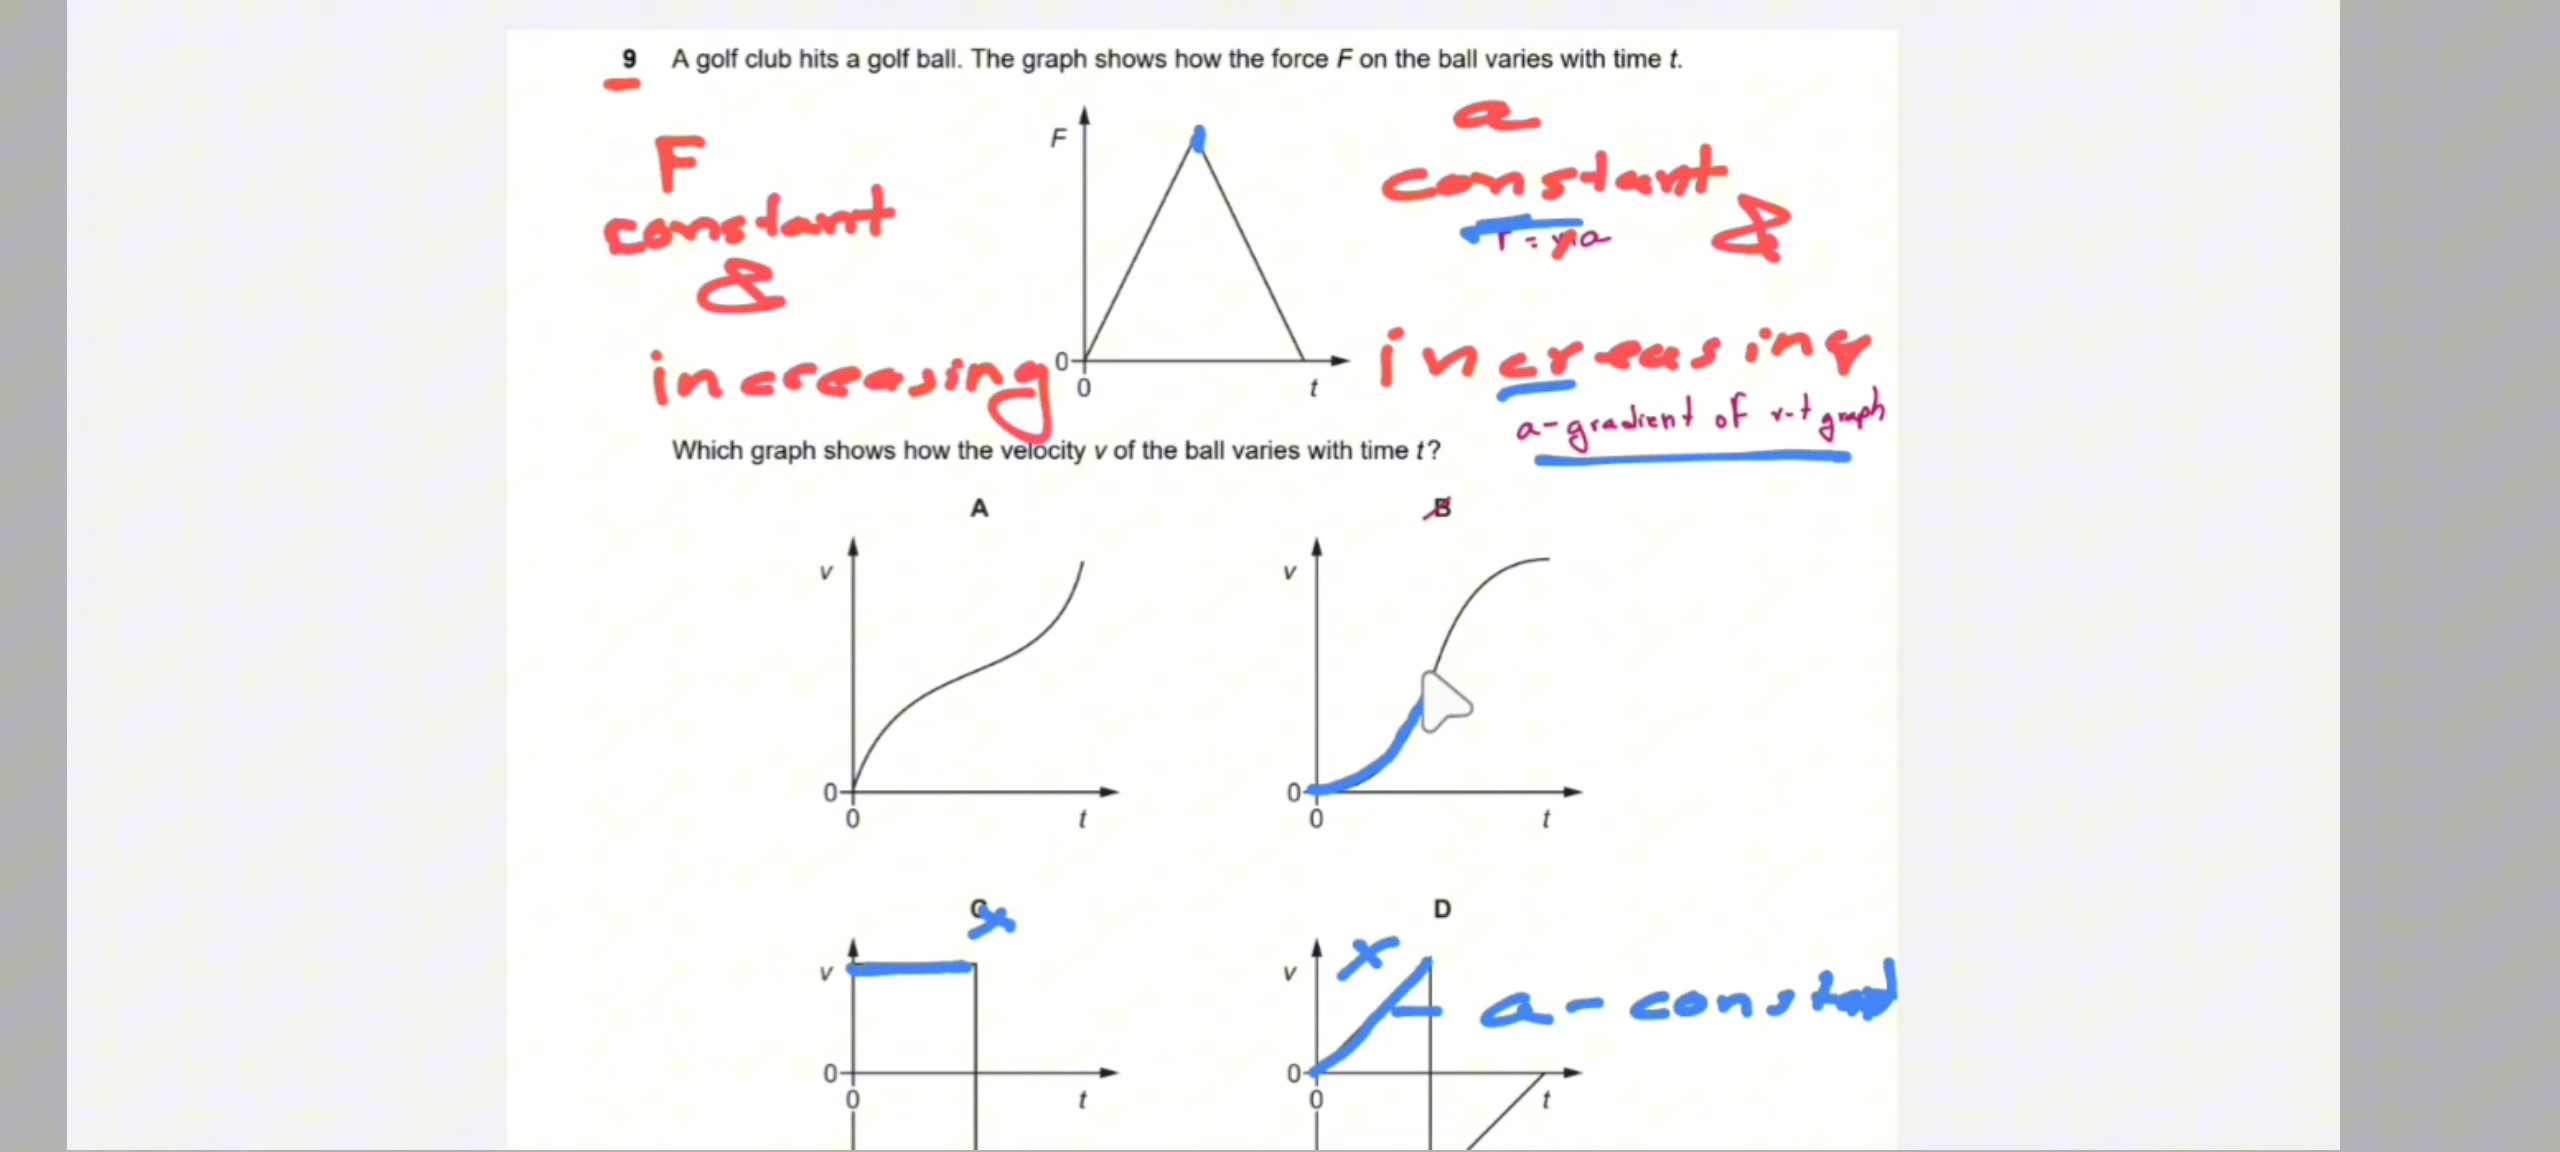 9 A golf club hits a golf ball. The graph shows how the force F on the ball varies with time t.
F
constant
&
increasing
F
0
0
t
a
constant
&
F = ma
increasing
a-gradient of v-t graph
Which graph shows how the velocity v of the ball varies with time t?
A
v
0
0
t
B
v
0
0
t
C
v
0
0
t
D
v
0
0
t
a - constant